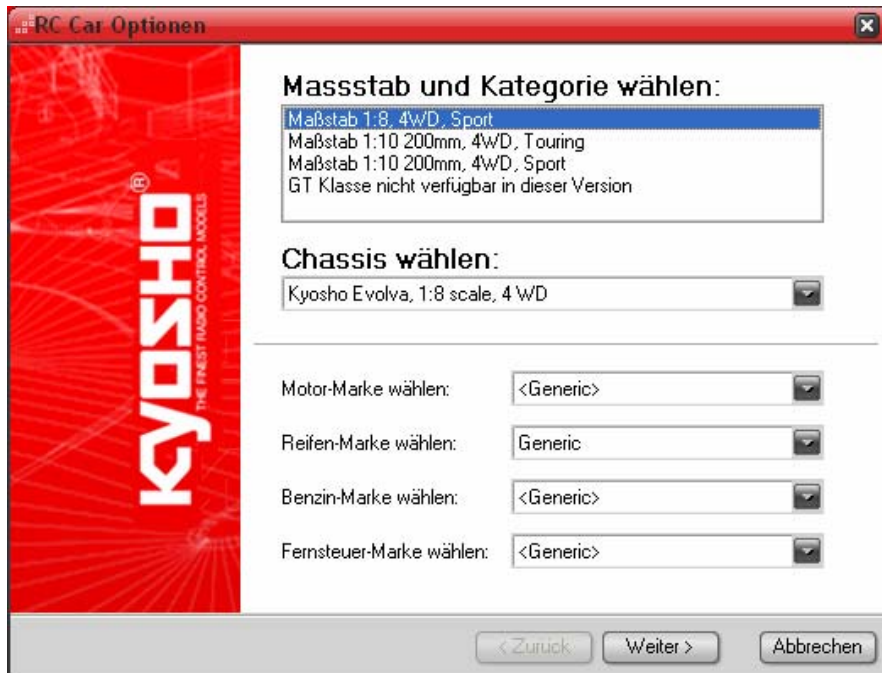 RC Car Optionen
KYOSHO®
THE FINEST RADIO CONTROL MODELS
Massstab und Kategorie wählen:
Maßstab 1:8, 4WD, Sport
Maßstab 1:10 200mm, 4WD, Touring
Maßstab 1:10 200mm, 4WD, Sport
GT Klasse nicht verfügbar in dieser Version
Chassis wählen:
Kyosho Evolva, 1:8 scale, 4 WD
Motor-Marke wählen: <Generic>
Reifen-Marke wählen: Generic
Benzin-Marke wählen: <Generic>
Fernsteuer-Marke wählen: <Generic>
< Zurück Weiter > Abbrechen